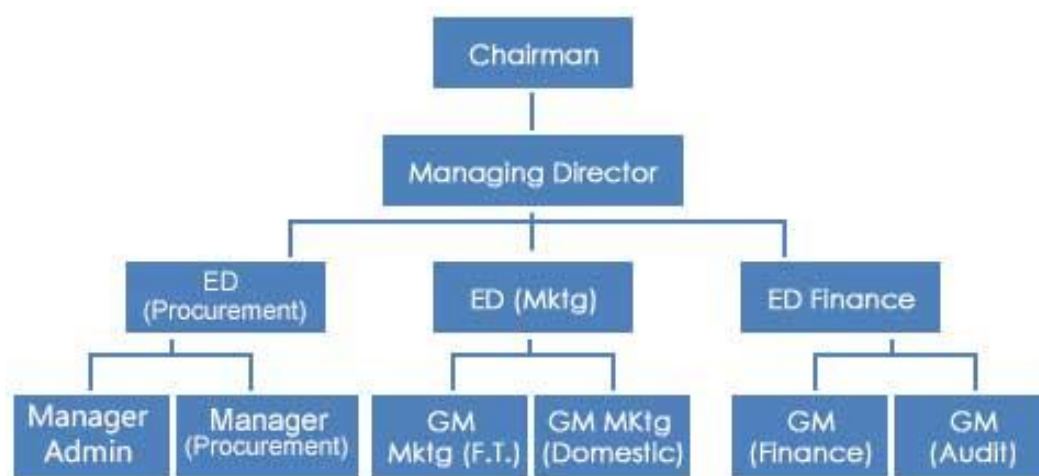 Chairman
Managing Director
ED
(Procurement)
ED (Mktg)
ED Finance
Manager
Admin
Manager
(Procurement)
GM
Mktg (F.T.)
GM MKtg
(Domestic)
GM
(Finance)
GM
(Audit)